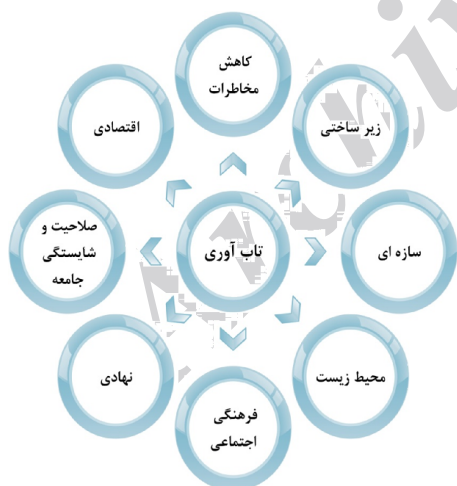 کاهش
مخاطرات
زیر ساختی
اقتصادی
سازه ای
تاب آوری
صلاحیت و
شایستگی
جامعه
محیط زیست
نهادی
فرهنگی
اجتماعی